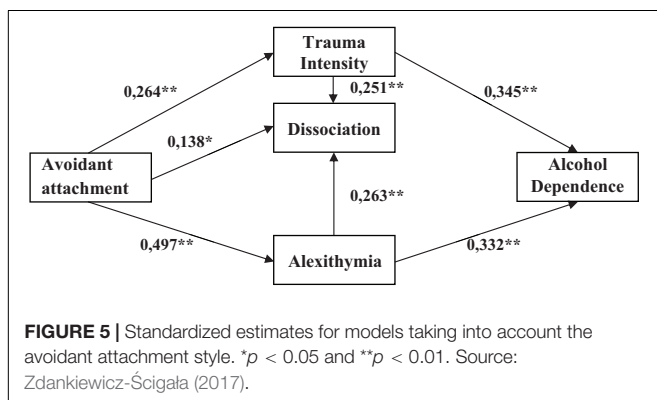 Trauma
Intensity
0,264**
0,251**
0,345**
0,138*
Dissociation
Avoidant
attachment
Alcohol
Dependence
0,263**
0,497**
Alexithymia
0,332**
FIGURE 5 | Standardized estimates for models taking into account the
avoidant attachment style. *p < 0.05 and **p < 0.01. Source:
Zdankiewicz-Ścigała (2017).